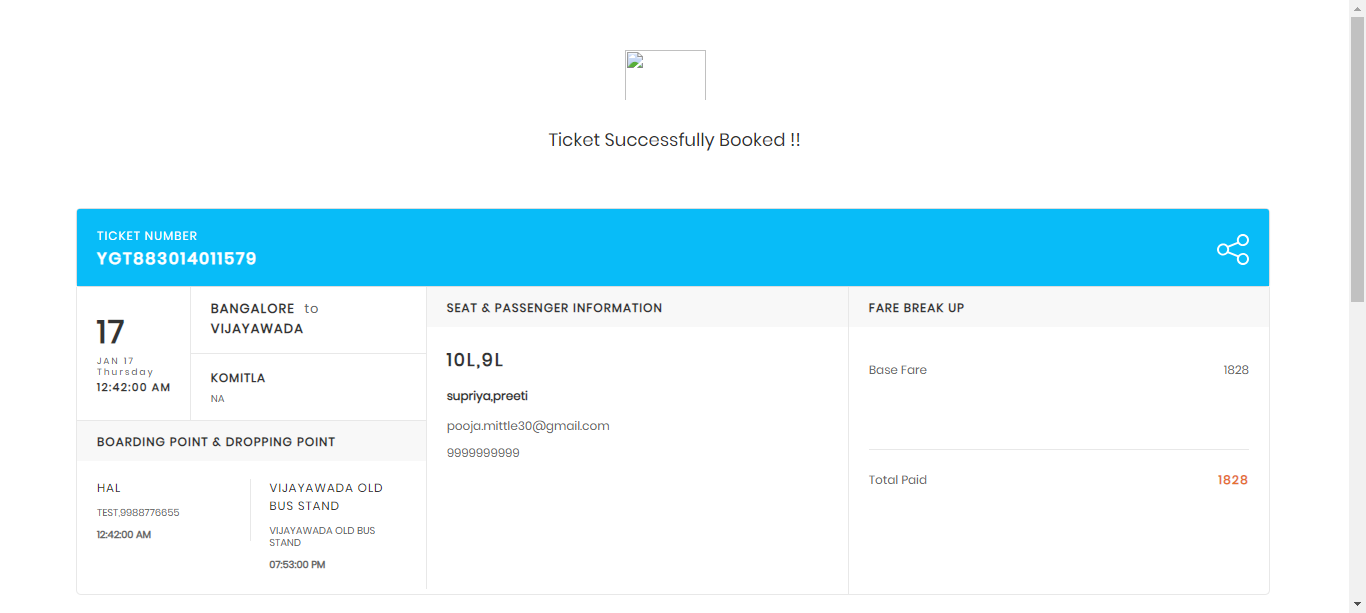 Ticket Successfully Booked !!
TICKET NUMBER
YGT883014011579
17
JAN 17
Thursday
12:42:00 AM
BANGALORE to
VIJAYAWADA
KOMITLA
NA
BOARDING POINT & DROPPING POINT
HAL
TEST,9988776655
12:42:00 AM
VIJAYAWADA OLD
BUS STAND
VIJAYAWADA OLD BUS
STAND
07:53:00 PM
SEAT & PASSENGER INFORMATION
10L,9L
supriya,preeti
pooja.mittle30@gmail.com
9999999999
FARE BREAK UP
Base Fare 1828
Total Paid 1828